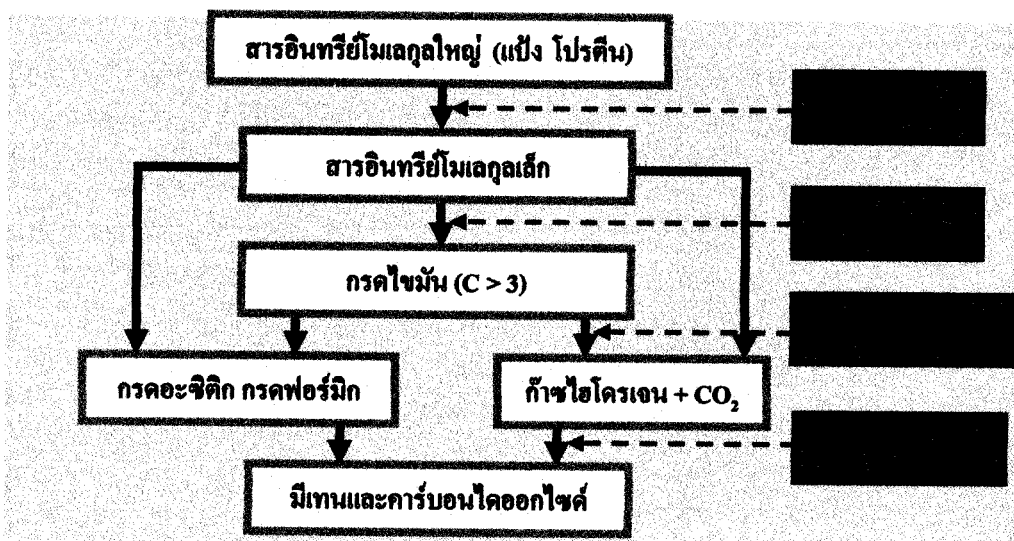 สารอินทรีย์โมเลกุลใหญ่ (แป้ง โปรตีน)
สารอินทรีย์โมเลกุลเล็ก
กรดไขมัน (C > 3)
กรดอะซิติก กรดฟอร์มิก
ก๊าซไฮโดรเจน + CO₂
มีเทนและคาร์บอนไดออกไซด์